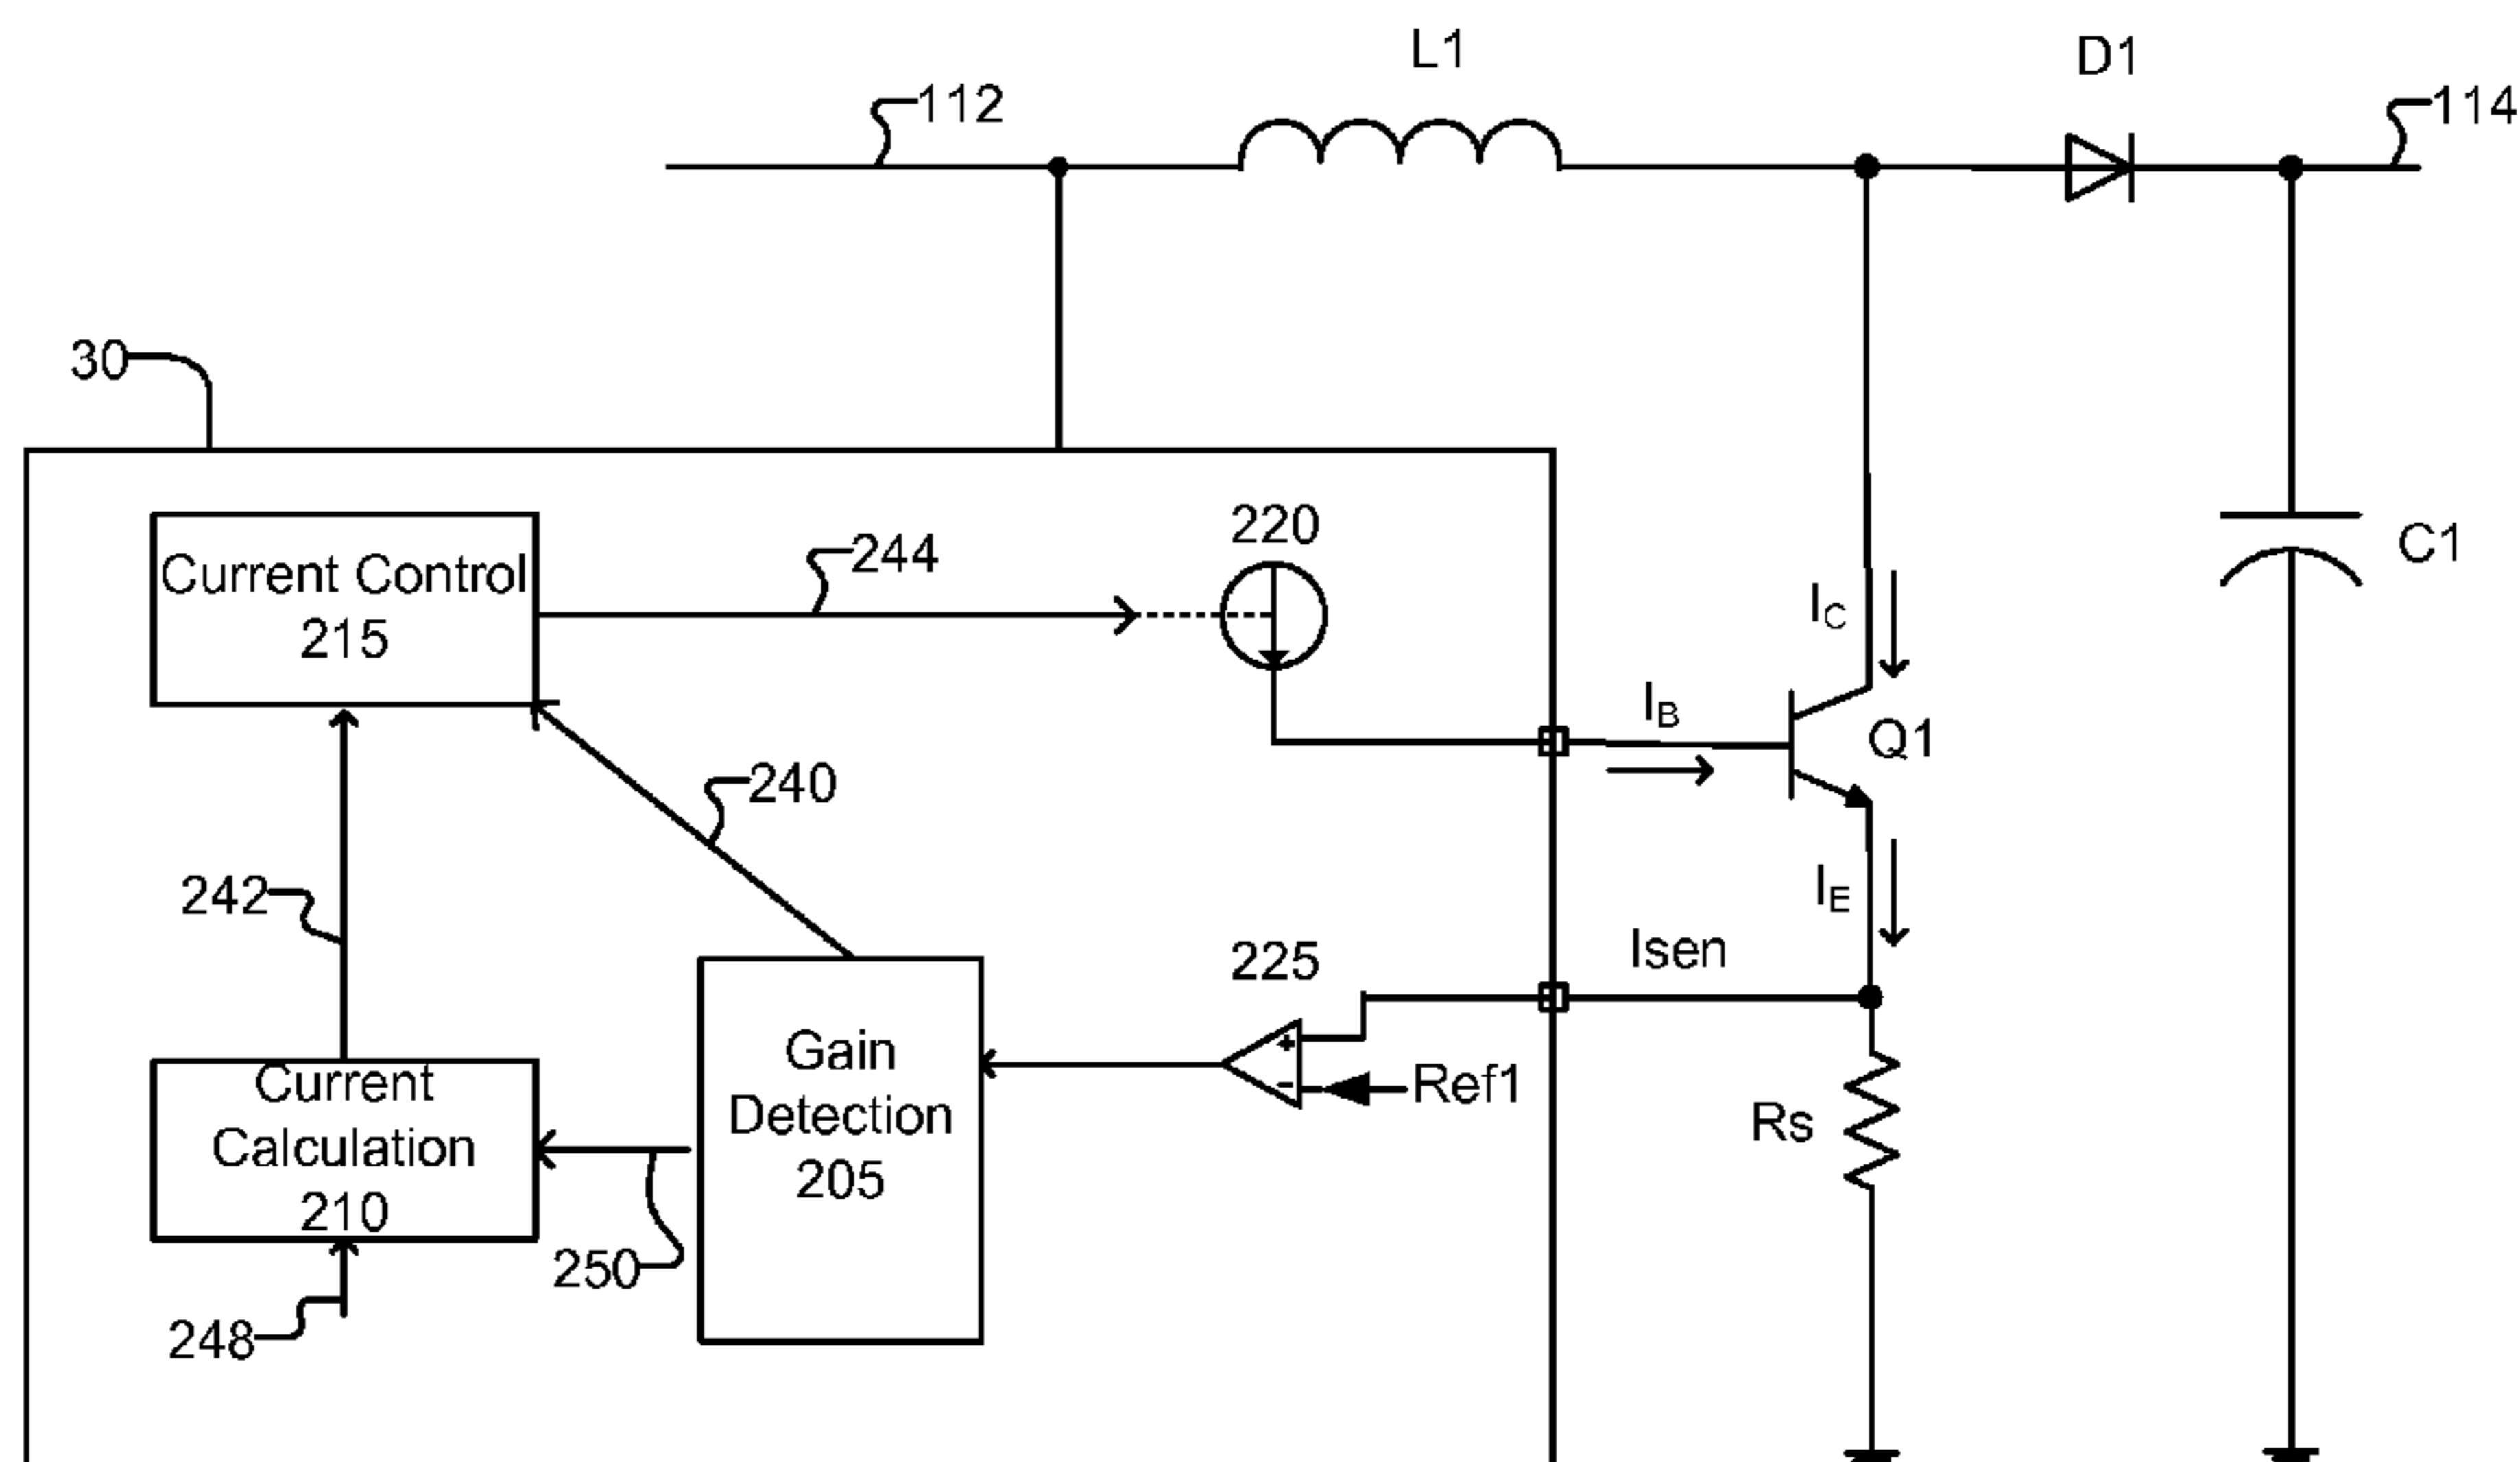 L1
D1
112
114
30
220
244
Current Control
215
C1
IC
IB
Q1
240
242
IE
Isen
225
Gain
Detection
205
Ref1
Current
Calculation
210
Rs
250
248